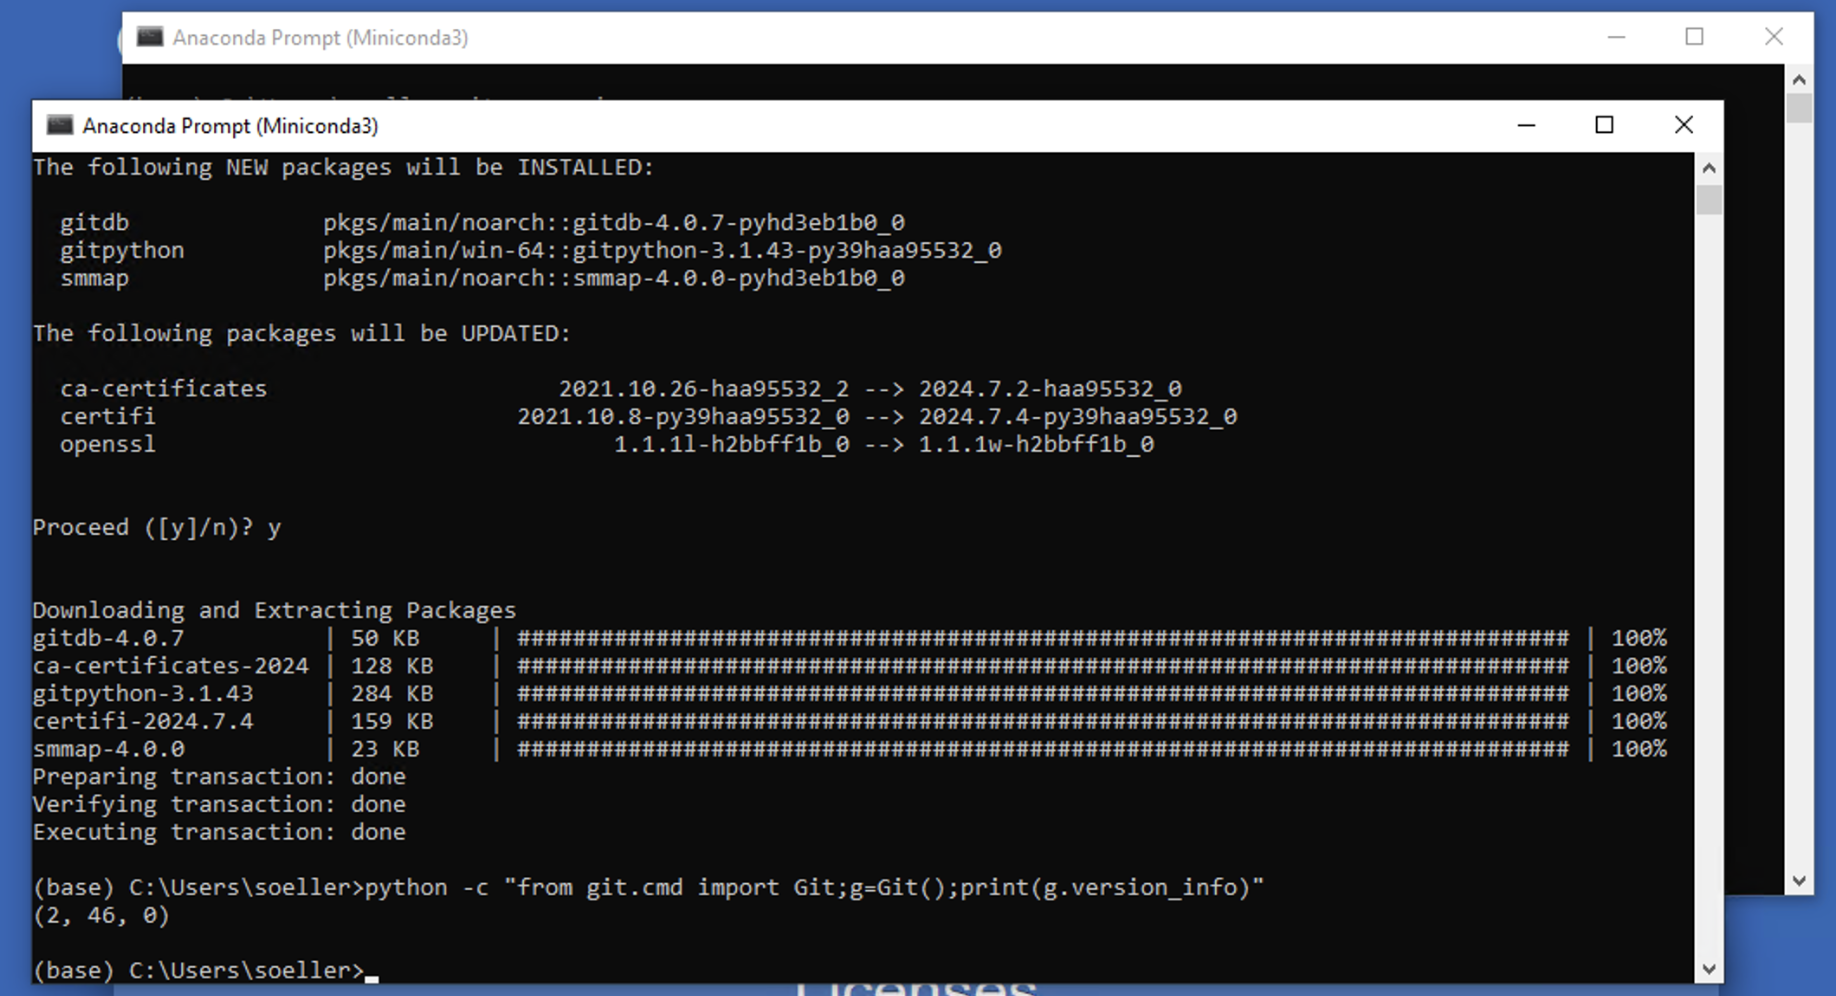 Anaconda Prompt (Miniconda3)
Anaconda Prompt (Miniconda3)
The following NEW packages will be INSTALLED:
gitdb pkgs/main/noarch::gitdb-4.0.7-pyhd3eb1b0_0
gitpython pkgs/main/win-64::gitpython-3.1.43-py39haa95532_0
smmap pkgs/main/noarch::smmap-4.0.0-pyhd3eb1b0_0
The following packages will be UPDATED:
ca-certificates 2021.10.26-haa95532_2 --> 2024.7.2-haa95532_0
certifi 2021.10.8-py39haa95532_0 --> 2024.7.4-py39haa95532_0
openssl 1.1.1l-h2bbff1b_0 --> 1.1.1w-h2bbff1b_0
Proceed ([y]/n)? y
Downloading and Extracting Packages
gitdb-4.0.7 | 50 KB | ############################################################################ | 100%
ca-certificates-2024 | 128 KB | ############################################################################ | 100%
gitpython-3.1.43 | 284 KB | ############################################################################ | 100%
certifi-2024.7.4 | 159 KB | ############################################################################ | 100%
smmap-4.0.0 | 23 KB | ############################################################################ | 100%
Preparing transaction: done
Verifying transaction: done
Executing transaction: done
(base) C:\Users\soeller>python -c "from git.cmd import Git;g=Git();print(g.version_info)"
(2, 46, 0)
(base) C:\Users\soeller>
Licenses